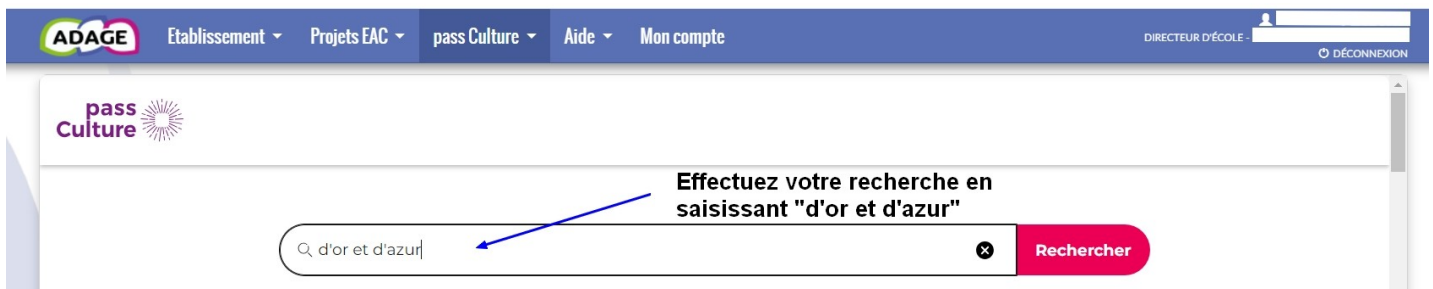 ADAGE Etablissement Projets EAC pass Culture Aide Mon compte
DIRECTEUR D'ÉCOLE -
DÉCONNEXION
pass
Culture
Effectuez votre recherche en
saisissant "d'or et d'azur"
d'or et d'azur Rechercher